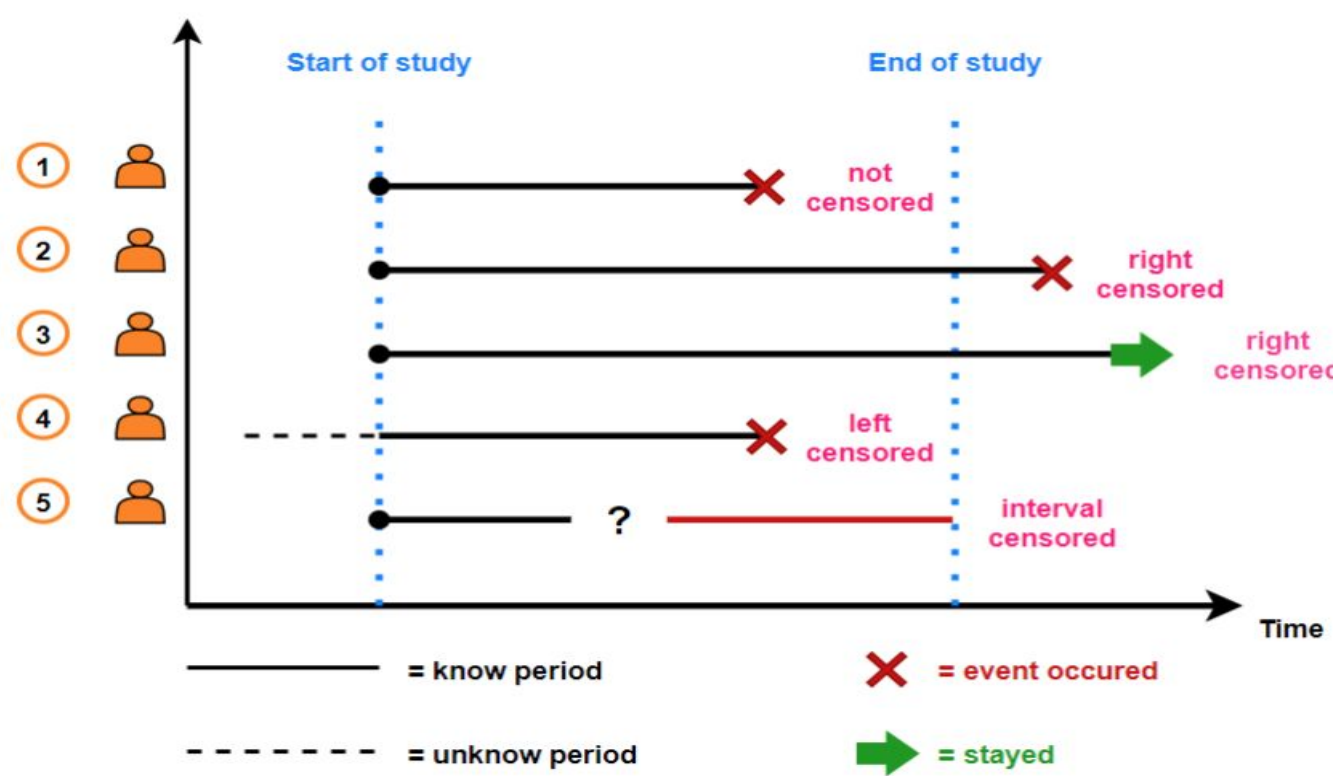 Start of study
End of study
1
not
censored
2
right
censored
3
right
censored
4
left
censored
5
?
interval
censored
Time
= know period
= event occured
= unknow period
= stayed